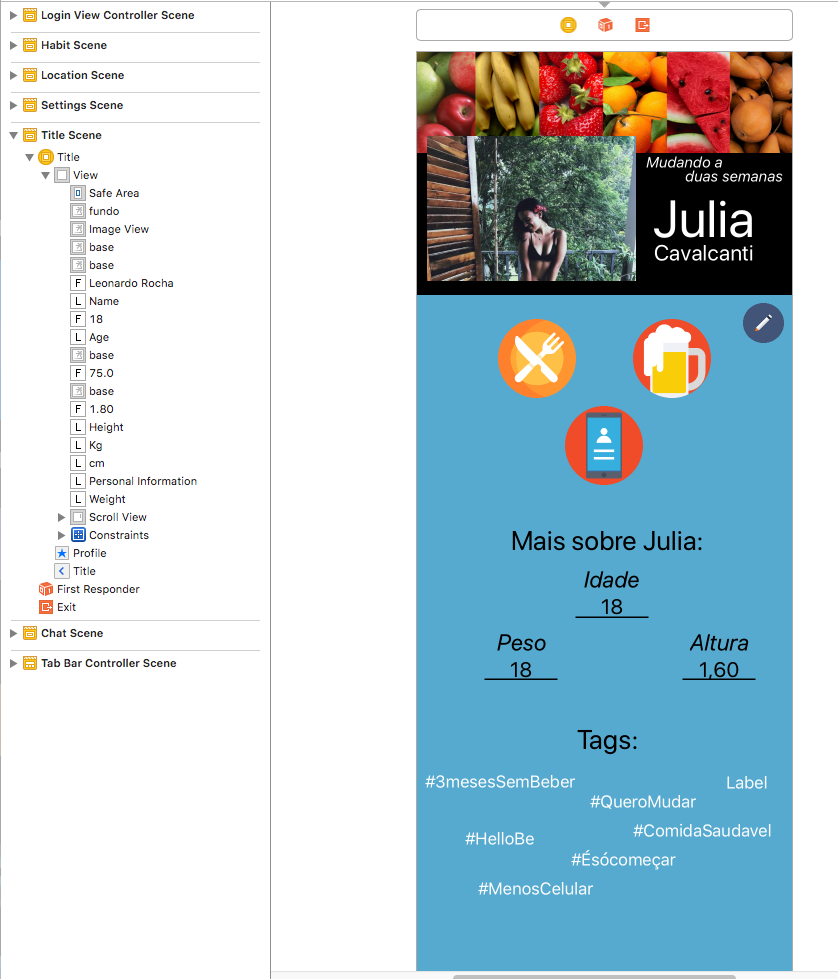 Login View Controller Scene
Habit Scene
Location Scene
Settings Scene
Title Scene
Title
View
Safe Area
fundo
Image View
base
base
F Leonardo Rocha
L Name
F 18
L Age
base
F 75.0
base
F 1.80
L Height
L Kg
L cm
L Personal Information
L Weight
Scroll View
Constraints
Profile
Title
First Responder
Exit
Chat Scene
Tab Bar Controller Scene
Mudando a
duas semanas
Julia
Cavalcanti
Mais sobre Julia:
Idade
18
Peso Altura
18 1,60
Tags:
#3mesesSemBeber Label
#QueroMudar
#ComidaSaudavel
#HelloBe
#Ésócomeçar
#MenosCelular